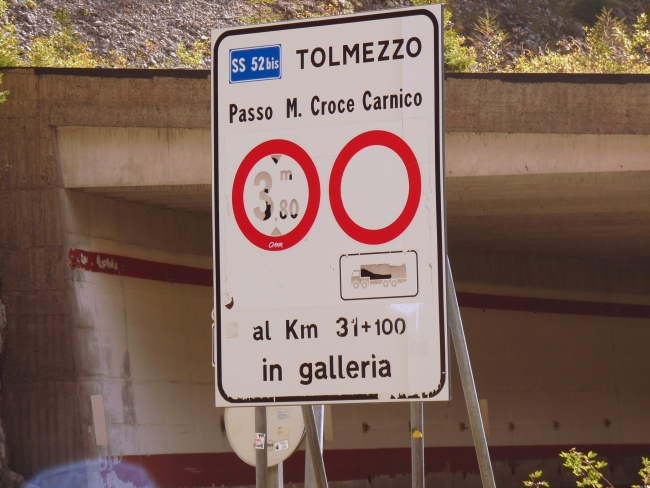 SS 52bis TOLMEZZO
Passo M. Croce Carnico
3 m
,80
al Km 31+100
in galleria